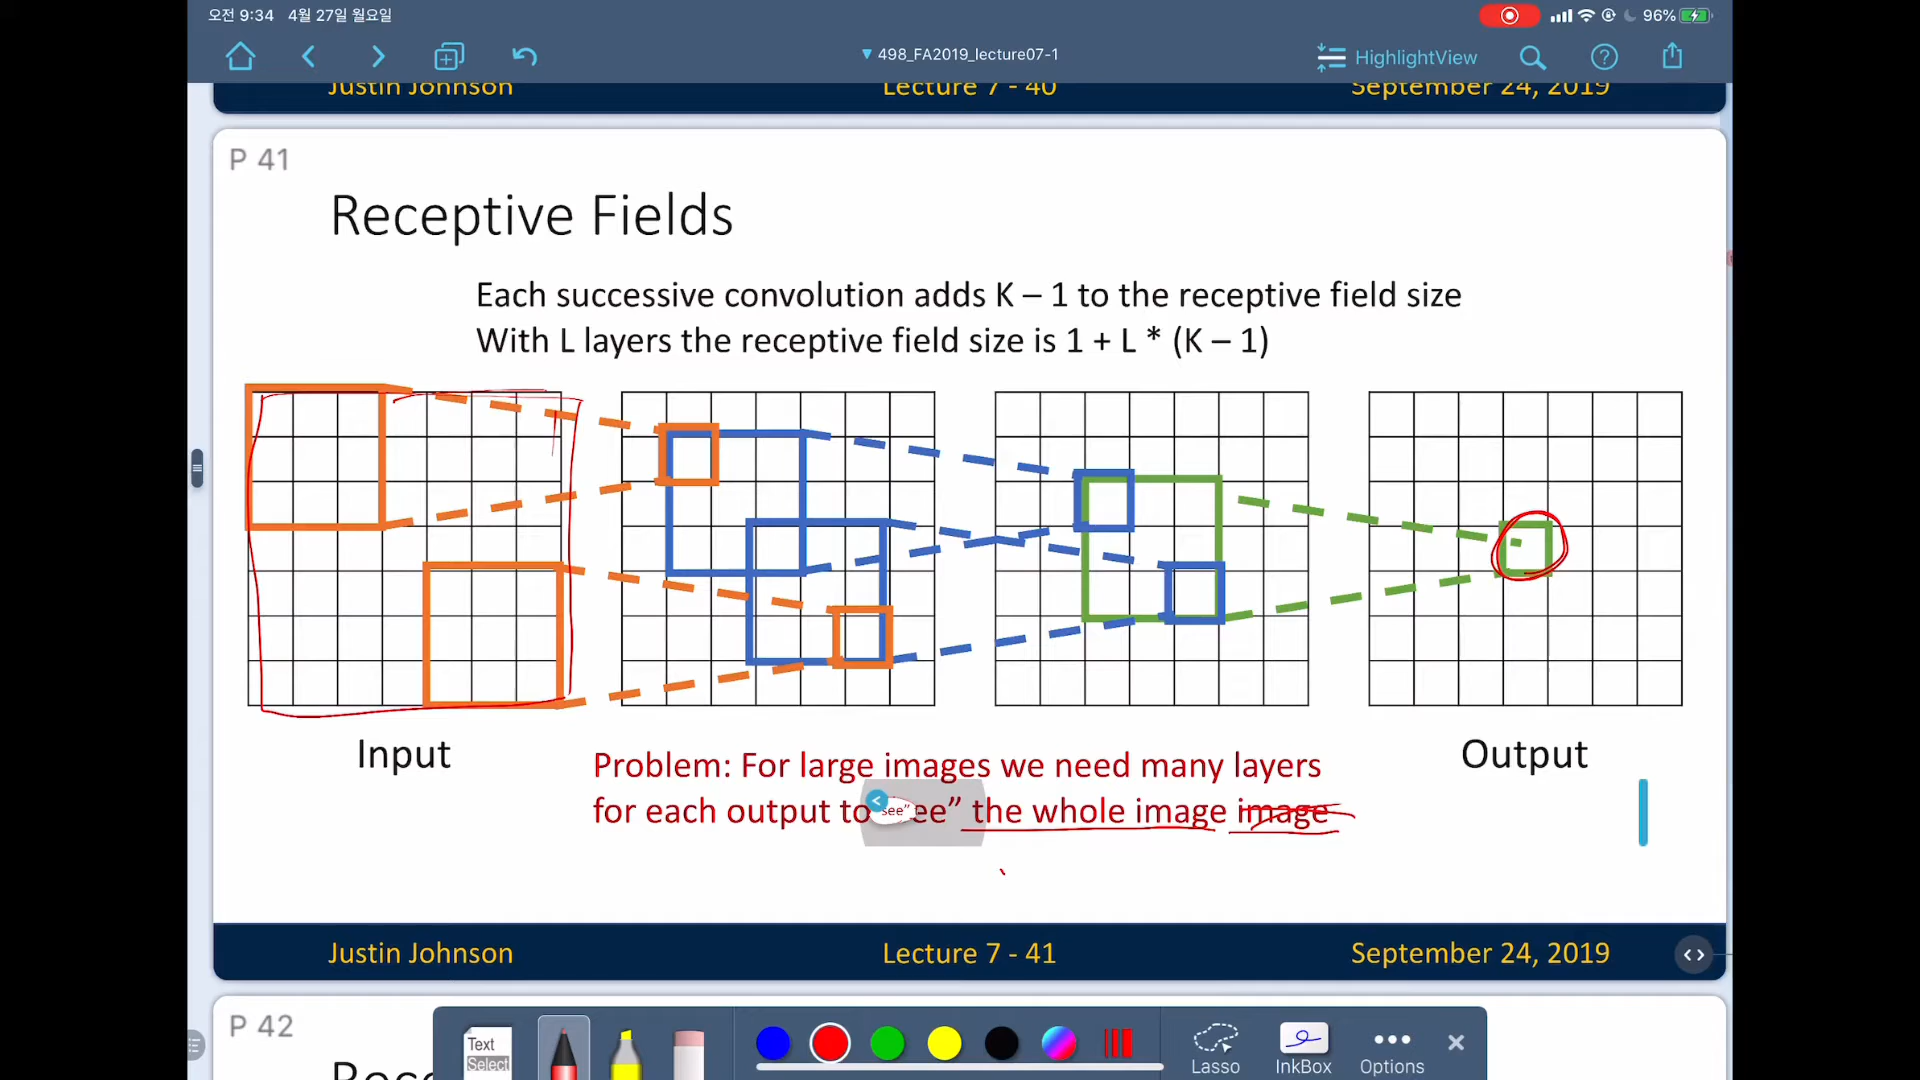 오전 9:34 4월 27일 월요일
96%
498_FA2019_lecture07-1
HighlightView
Justin Johnson
Lecture 7 - 40
September 24, 2019
P 41
Receptive Fields
Each successive convolution adds K – 1 to the receptive field size
With L layers the receptive field size is 1 + L * (K – 1)
Input
Output
Problem: For large images we need many layers
for each output to see” ee” the whole image image
Justin Johnson
Lecture 7 - 41
September 24, 2019
P 42
Text
Select
Lasso
InkBox
Options